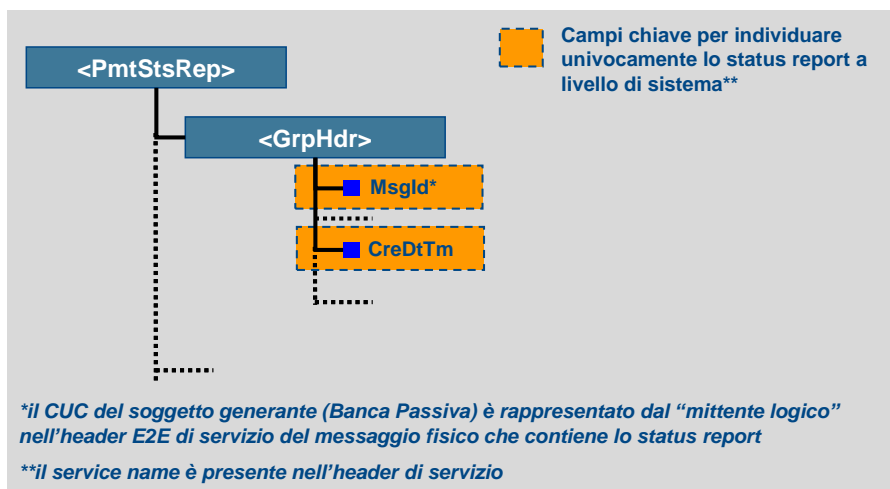 <PmtStsRep>
Campi chiave per individuare
univocamente lo status report a
livello di sistema**
<GrpHdr>
MsgId*
CreDtTm
*il CUC del soggetto generante (Banca Passiva) è rappresentato dal “mittente logico”
nell’header E2E di servizio del messaggio fisico che contiene lo status report
**il service name è presente nell’header di servizio